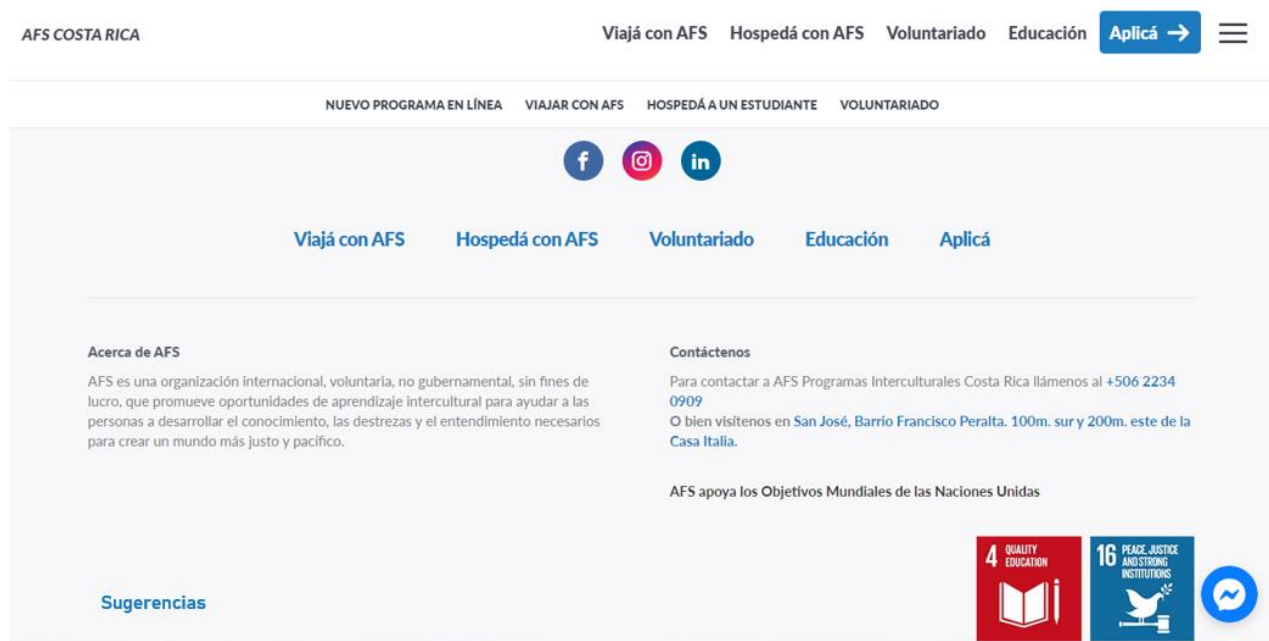 AFS COSTA RICA
Viajá con AFS Hospedá con AFS Voluntariado Educación Aplicá →
NUEVO PROGRAMA EN LÍNEA VIAJAR CON AFS HOSPEDÁ A UN ESTUDIANTE VOLUNTARIADO
f in
Viajá con AFS Hospedá con AFS Voluntariado Educación Aplicá
Acerca de AFS
AFS es una organización internacional, voluntaria, no gubernamental, sin fines de
lucro, que promueve oportunidades de aprendizaje intercultural para ayudar a las
personas a desarrollar el conocimiento, las destrezas y el entendimiento necesarios
para crear un mundo más justo y pacífico.
Contáctenos
Para contactar a AFS Programas Interculturales Costa Rica llámenos al +506 2234
0909
O bien visítenos en San José, Barrio Francisco Peralta. 100m. sur y 200m. este de la
Casa Italia.
AFS apoya los Objetivos Mundiales de las Naciones Unidas
4 QUALITY
EDUCATION
16 PEACE, JUSTICE
AND STRONG
INSTITUTIONS
Sugerencias